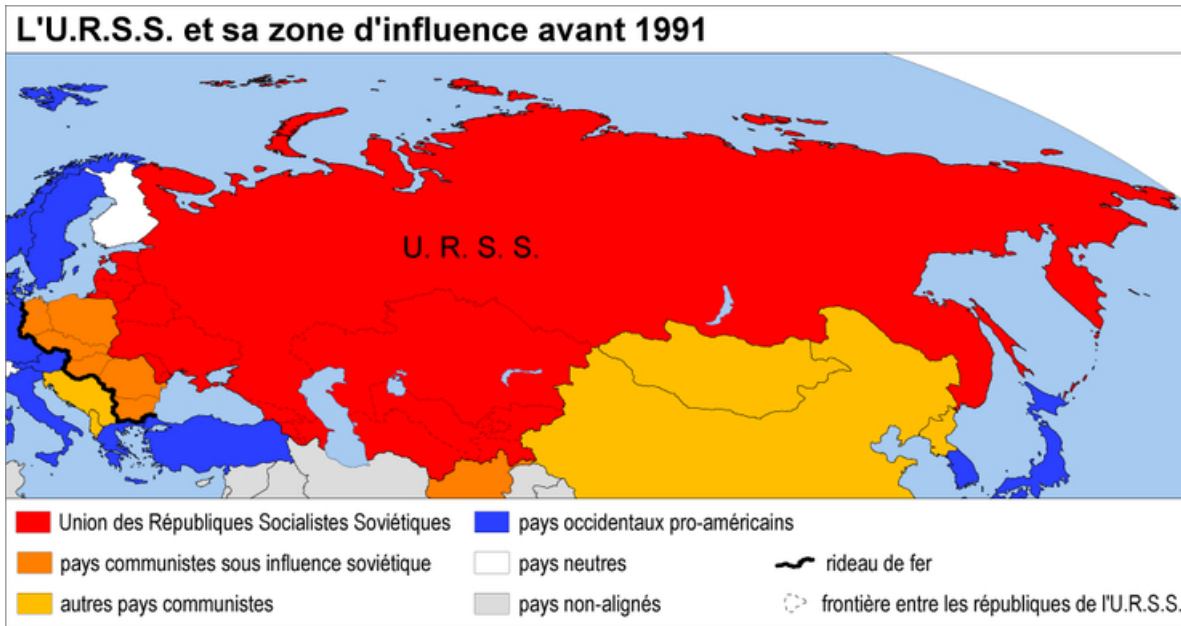 L'U.R.S.S. et sa zone d'influence avant 1991
U. R. S. S.
Union des Républiques Socialistes Soviétiques
pays communistes sous influence soviétique
autres pays communistes
pays occidentaux pro-américains
pays neutres
pays non-alignés
rideau de fer
frontière entre les républiques de l'U.R.S.S.